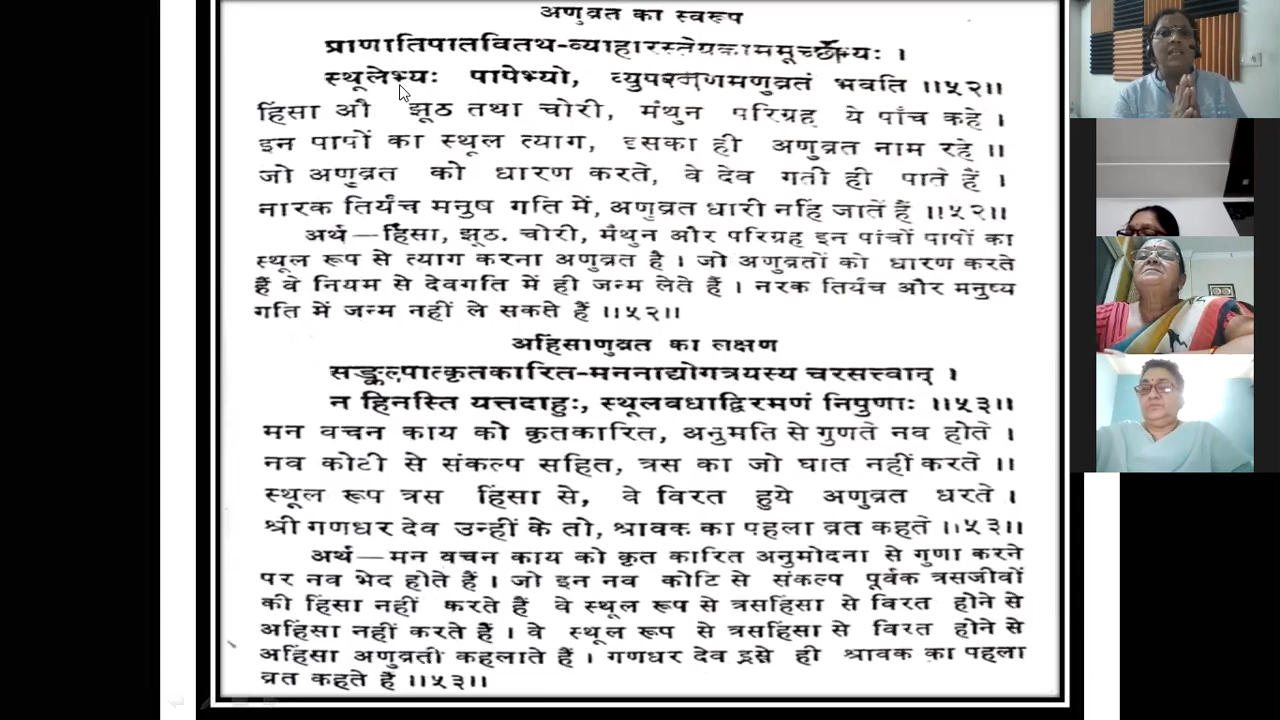 अणुव्रत का स्वरूप
प्राणातिपातवितथ-व्याहारस्तेयकाममूर्च्छेभ्यः ।
स्थूलेभ्यः पापेभ्यो, व्युपरमणमणुव्रतं भवति ॥५२॥
हिंसा औ झूठ तथा चोरी, मैथुन परिग्रह ये पाँच कहे ।
इन पापों का स्थूल त्याग, इसका ही अणुव्रत नाम रहे ॥
जो अणुव्रत को धारण करते, वे देव गती ही पाते हैं ।
नारक तिर्यंच मनुष गति में, अणुव्रत धारी नहिं जातें हैं ॥५२॥
अर्थ—हिंसा, झूठ. चोरी, मैथुन और परिग्रह इन पांचों पापों का
स्थूल रूप से त्याग करना अणुव्रत है । जो अणुव्रतों को धारण करते
हैं वे नियम से देवगति में ही जन्म लेते हैं । नरक तिर्यंच और मनुष्य
गति में जन्म नहीं ले सकते हैं ॥५२॥
अहिंसाणुव्रत का लक्षण
सङ्कल्पात्कृतकारित-मननाद्योगत्रयस्य चरसत्त्वान् ।
न हिनस्ति यत्तदाहुः, स्थूलवधाद्विरमणं निपुणाः ॥५३॥
मन वचन काय को कृतकारित, अनुमति से गुणते नव होते ।
नव कोटी से संकल्प सहित, त्रस का जो घात नहीं करते ॥
स्थूल रूप त्रस हिंसा से, वे विरत हुये अणुव्रत धरते ।
श्री गणधर देव उन्हीं के तो, श्रावक का पहला व्रत कहते ॥५३॥
अर्थ—मन वचन काय को कृत कारित अनुमोदना से गुणा करने
पर नव भेद होते हैं । जो इन नव कोटि से संकल्प पूर्वक त्रसजीवों
की हिंसा नहीं करते हैं वे स्थूल रूप से त्रसहिंसा से विरत होने से
अहिंसा नहीं करते हैं । वे स्थूल रूप से त्रसहिंसा से विरत होने से
अहिंसा अणुव्रती कहलाते हैं । गणधर देव इसे ही श्रावक का पहला
व्रत कहते हैं ॥५३॥